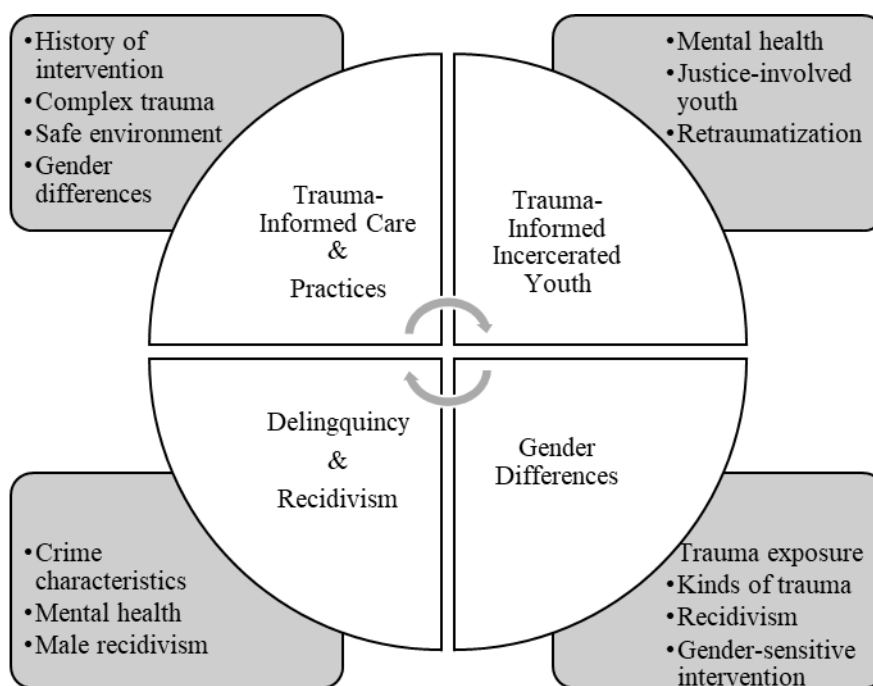 •History of
intervention
•Complex trauma
•Safe environment
•Gender
differences
•Mental health
•Justice-involved
youth
•Retraumatization
Trauma-
Informed Care
&
Practices
Trauma-
Informed
Incercerated
Youth
Delingquency
&
Recidivism
Gender
Differences
•Crime
characteristics
•Mental health
•Male recidivism
Trauma exposure
•Kinds of trauma
•Recidivism
•Gender-sensitive
intervention